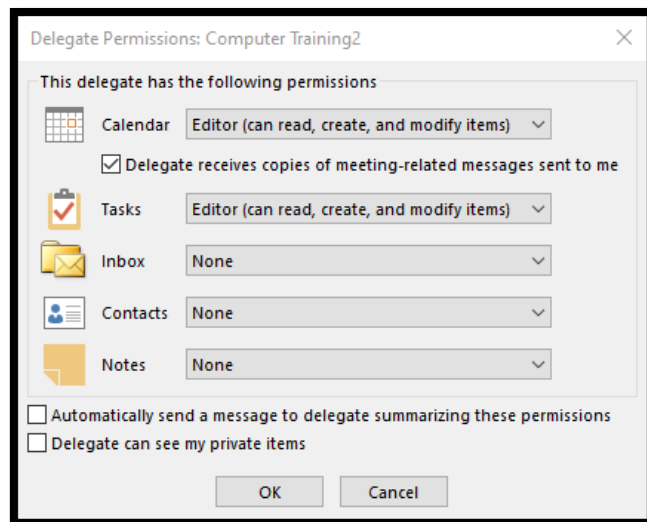 Delegate Permissions: Computer Training2
This delegate has the following permissions
Calendar Editor (can read, create, and modify items)
Delegate receives copies of meeting-related messages sent to me
Tasks Editor (can read, create, and modify items)
Inbox None
Contacts None
Notes None
Automatically send a message to delegate summarizing these permissions
Delegate can see my private items
OK Cancel